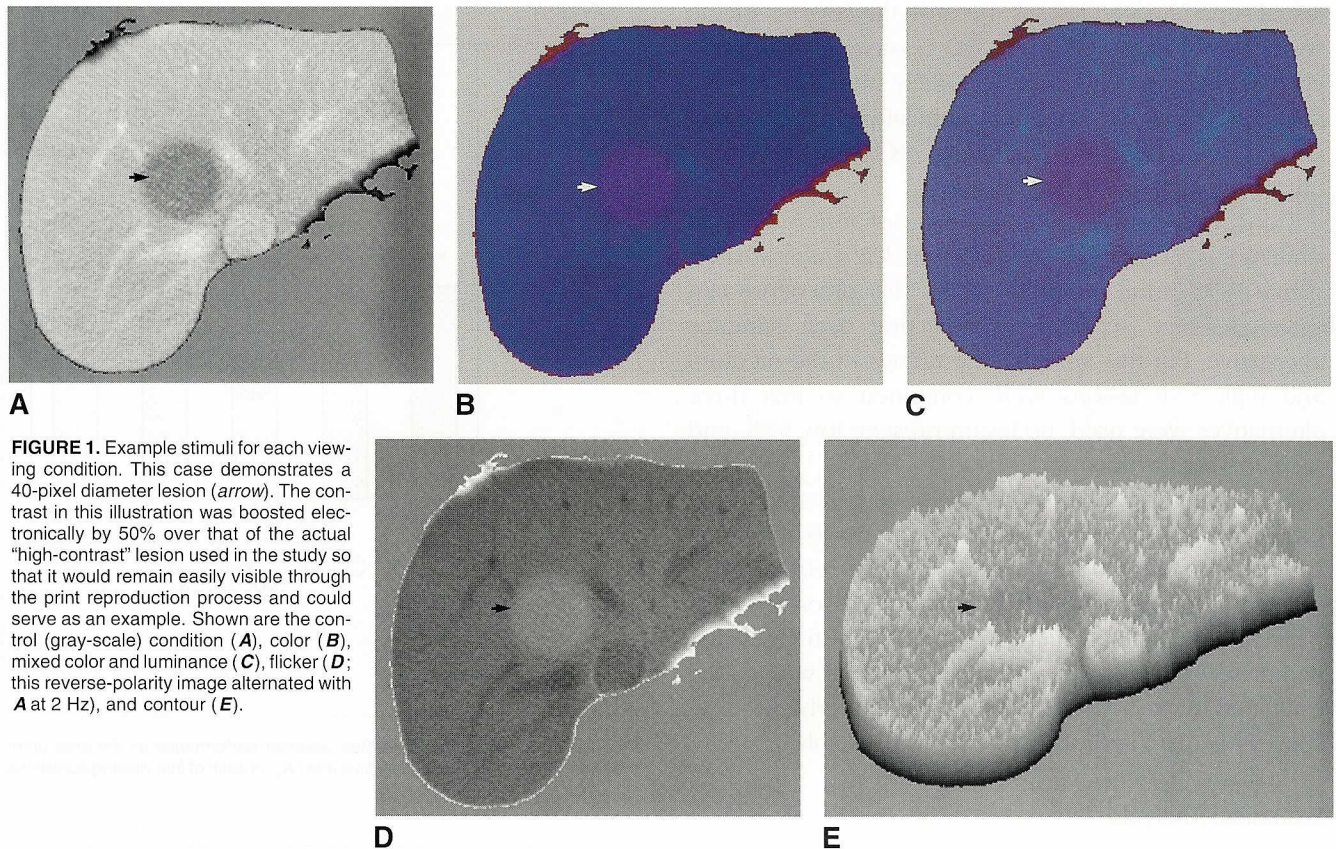 A
B
C
FIGURE 1. Example stimuli for each view-
ing condition. This case demonstrates a
40-pixel diameter lesion (arrow). The con-
trast in this illustration was boosted elec-
tronically by 50% over that of the actual
“high-contrast” lesion used in the study so
that it would remain easily visible through
the print reproduction process and could
serve as an example. Shown are the con-
trol (gray-scale) condition (A), color (B),
mixed color and luminance (C), flicker (D;
this reverse-polarity image alternated with
A at 2 Hz), and contour (E).
D
E